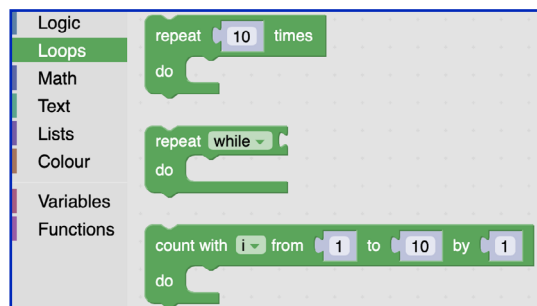 Logic
Loops
Math
Text
Lists
Colour
Variables
Functions
repeat 10 times
do
repeat while
do
count with i from 1 to 10 by 1
do